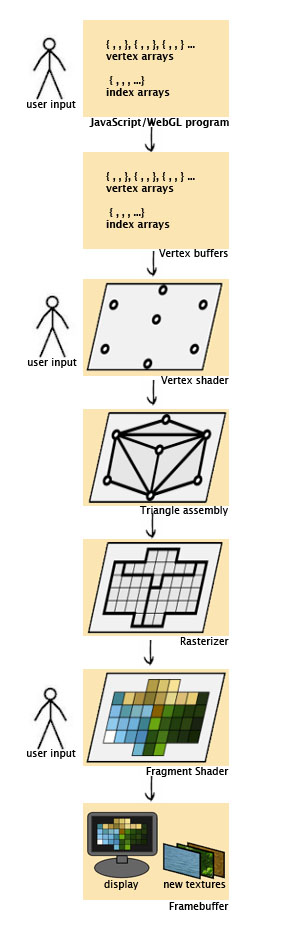 { , , }, { , , }, { , , } ...
vertex arrays
{ , , , ...}
index arrays
user input
JavaScript/WebGL program
{ , , }, { , , }, { , , } ...
vertex arrays
{ , , , ...}
index arrays
Vertex buffers
user input
Vertex shader
Triangle assembly
Rasterizer
user input
Fragment Shader
display
new textures
Framebuffer